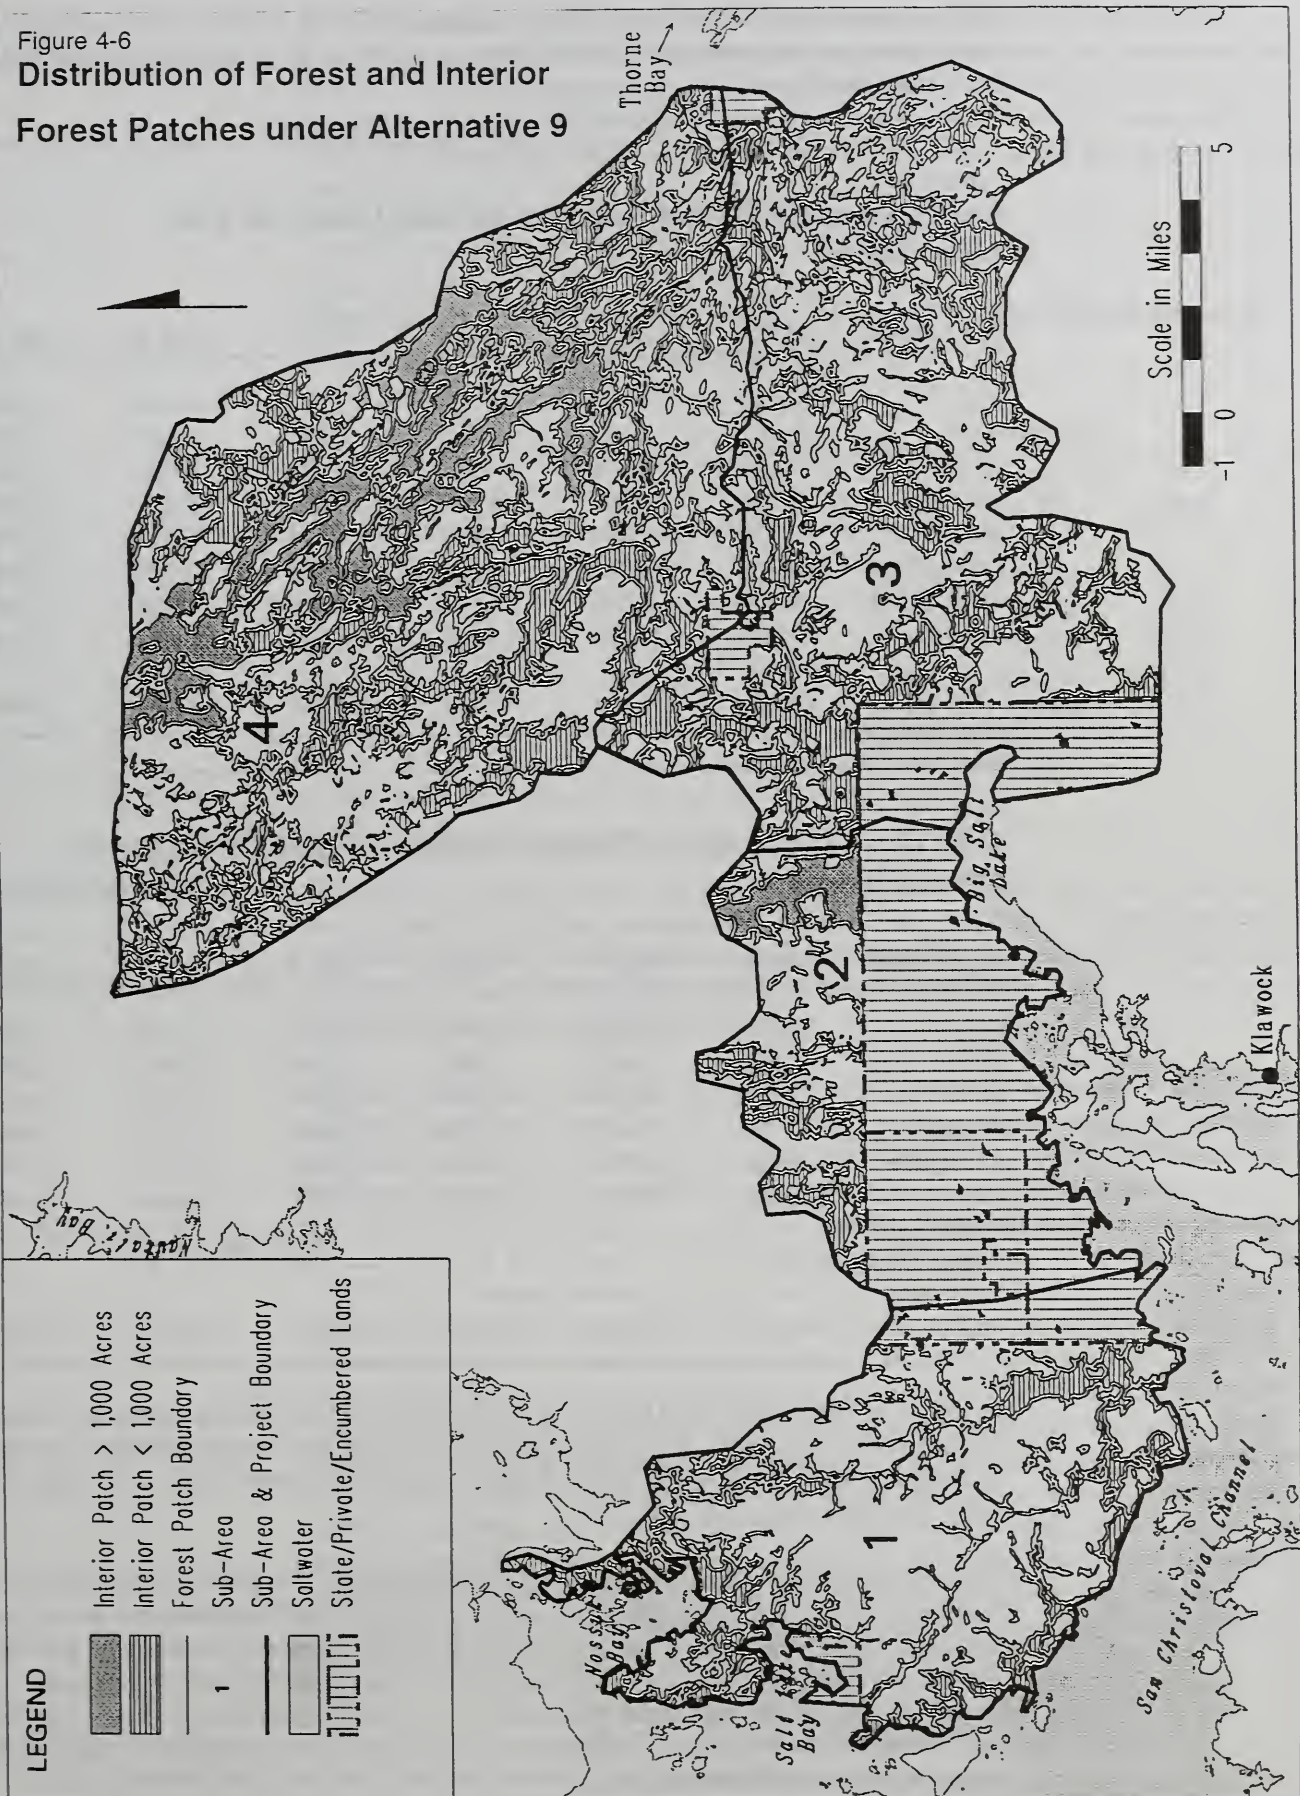 Figure 4-6
Distribution of Forest and Interior
Forest Patches under Alternative 9
Thorne
Bay
Scale in Miles
-1 0 5
4
3
2
1
Big Salt
Lake
Klawock
Naukati
Bay
Nossuk
Bay
Salt Lake
Bay
San Christoval Channel
LEGEND
Interior Patch > 1,000 Acres
Interior Patch < 1,000 Acres
Forest Patch Boundary
1 Sub-Area
Sub-Area & Project Boundary
Saltwater
State/Private/Encumbered Lands